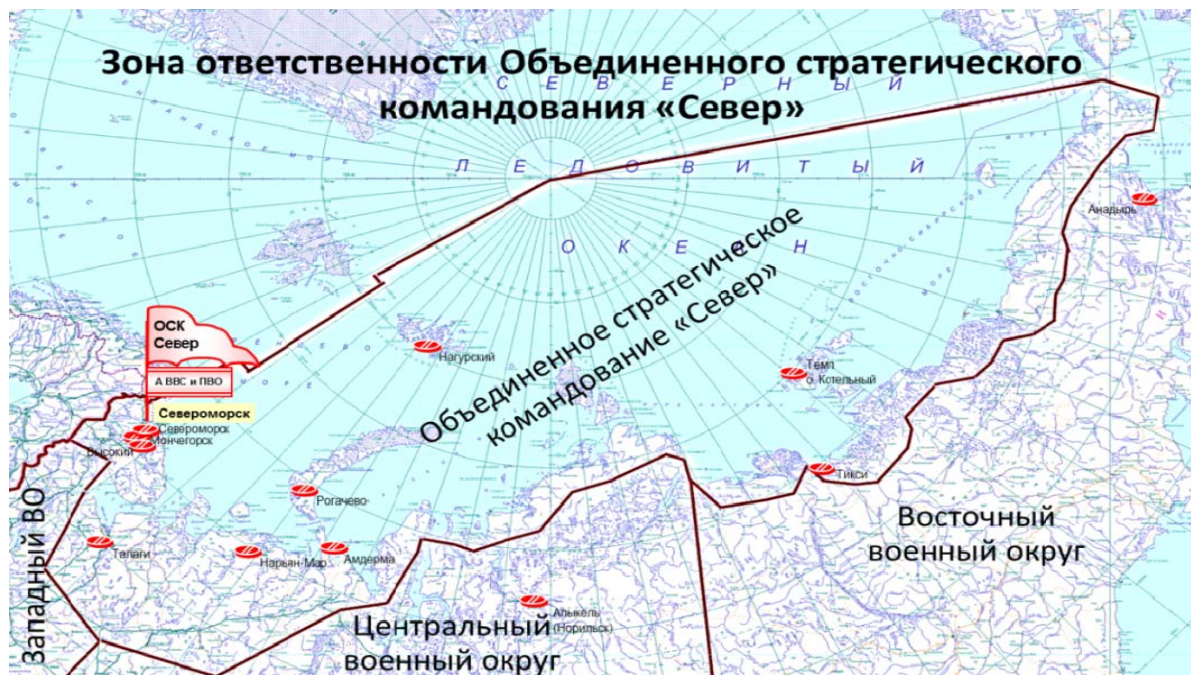 Зона ответственности Объединенного стратегического
командования «Север»
С Е В Е Р Н Ы Й
Л Е Д О В И Т Ы Й
О К Е А Н
Анадырь
Объединенное стратегическое
командование «Север»
ОСК
Север
А ВВС и ПВО
Североморск
Североморск
Мончегорск
Высокий
Нагурский
Темп
о. Котельный
Тикси
Рогачево
Талаги
Нарьян-Мар
Амдерма
Алыкель
(Норильск)
Западный ВО
Центральный
военный округ
Восточный
военный округ